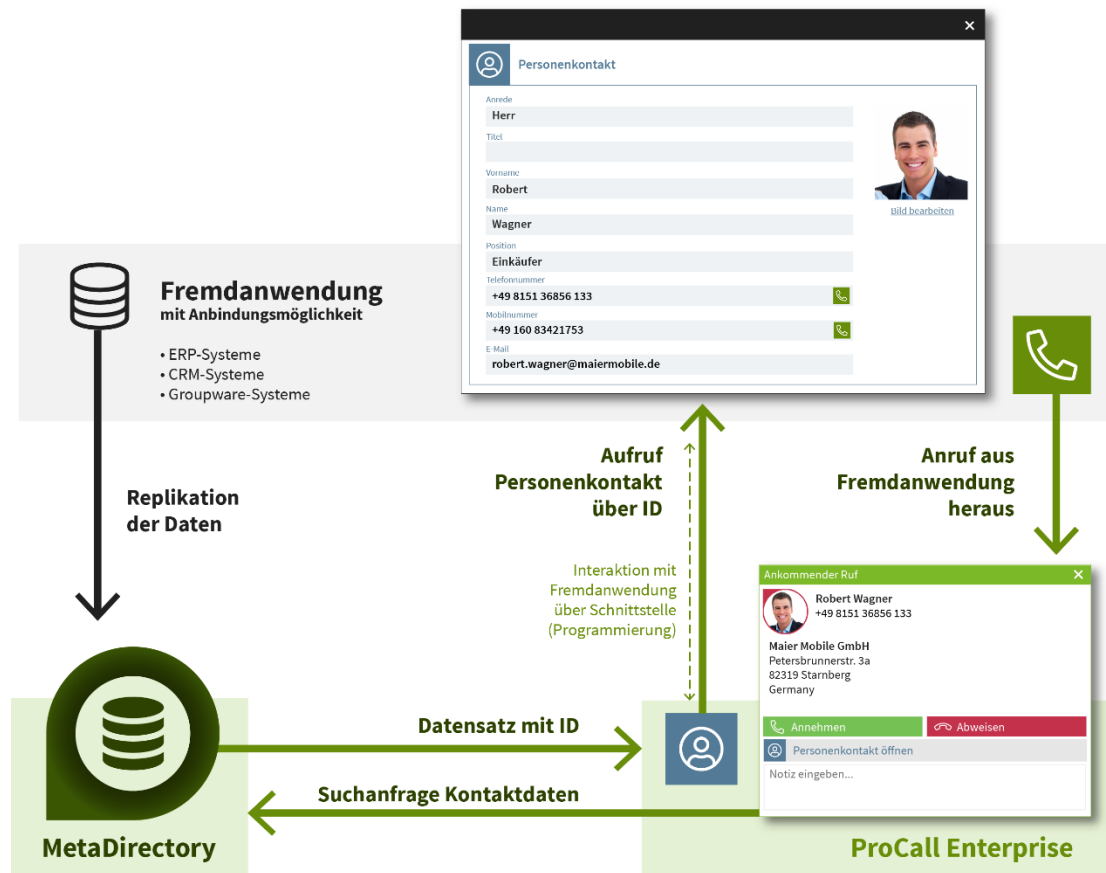 Personenkontakt
Anrede
Herr
Titel
Vorname
Robert
Name
Wagner
Bild bearbeiten
Position
Einkäufer
Telefonnummer
+49 8151 36856 133
Mobilnummer
+49 160 83421753
E-Mail
robert.wagner@maiermobile.de
Fremdanwendung
mit Anbindungsmöglichkeit
• ERP-Systeme
• CRM-Systeme
• Groupware-Systeme
Replikation
der Daten
Aufruf
Personenkontakt
über ID
Interaktion mit
Fremdanwendung
über Schnittstelle
(Programmierung)
Anruf aus
Fremdanwendung
heraus
Ankommender Ruf
Robert Wagner
+49 8151 36856 133
Maier Mobile GmbH
Petersbrunnerstr. 3a
82319 Starnberg
Germany
Annehmen
Abweisen
Personenkontakt öffnen
Notiz eingeben...
Datensatz mit ID
Suchanfrage Kontaktdaten
MetaDirectory
ProCall Enterprise